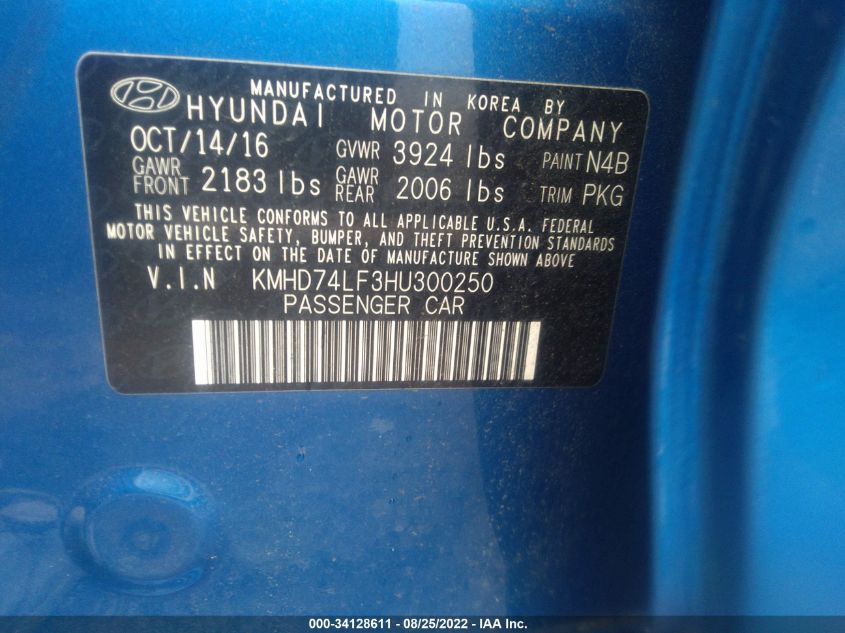 MANUFACTURED IN KOREA BY
HYUNDAI MOTOR COMPANY
OCT/14/16 GVWR 3924 lbs PAINT N4B
GAWR FRONT 2183 lbs GAWR REAR 2006 lbs TRIM PKG
THIS VEHICLE CONFORMS TO ALL APPLICABLE U.S.A. FEDERAL
MOTOR VEHICLE SAFETY, BUMPER, AND THEFT PREVENTION STANDARDS
IN EFFECT ON THE DATE OF MANUFACTURE SHOWN ABOVE
V.I.N KMHD74LF3HU300250
PASSENGER CAR
000-34128611 - 08/25/2022 - IAA Inc.